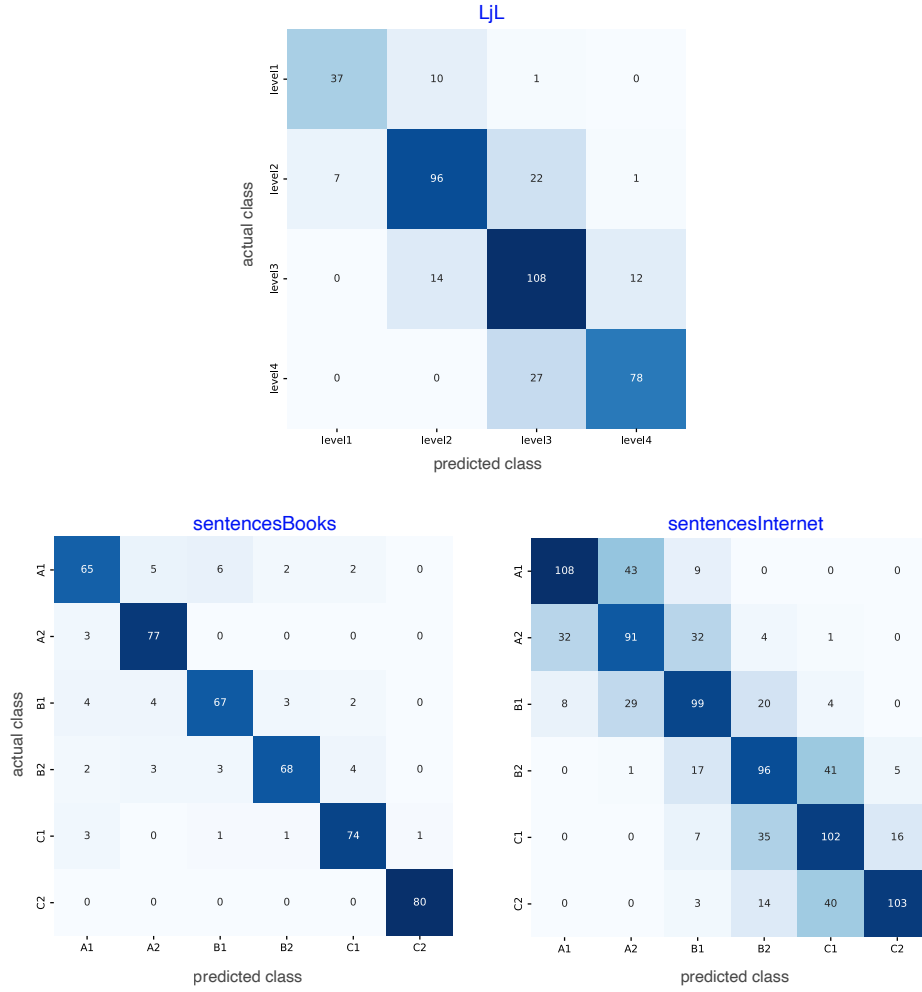 LjL
level1 37 10 1 0
level2 7 96 22 1
level3 0 14 108 12
level4 0 0 27 78
actual class
level1 level2 level3 level4
predicted class
sentencesBooks
A1 65 5 6 2 2 0
A2 3 77 0 0 0 0
B1 4 4 67 3 2 0
B2 2 3 3 68 4 0
C1 3 0 1 1 74 1
C2 0 0 0 0 0 80
actual class
A1 A2 B1 B2 C1 C2
predicted class
sentencesInternet
A1 108 43 9 0 0 0
A2 32 91 32 4 1 0
B1 8 29 99 20 4 0
B2 0 1 17 96 41 5
C1 0 0 7 35 102 16
C2 0 0 3 14 40 103
A1 A2 B1 B2 C1 C2
predicted class